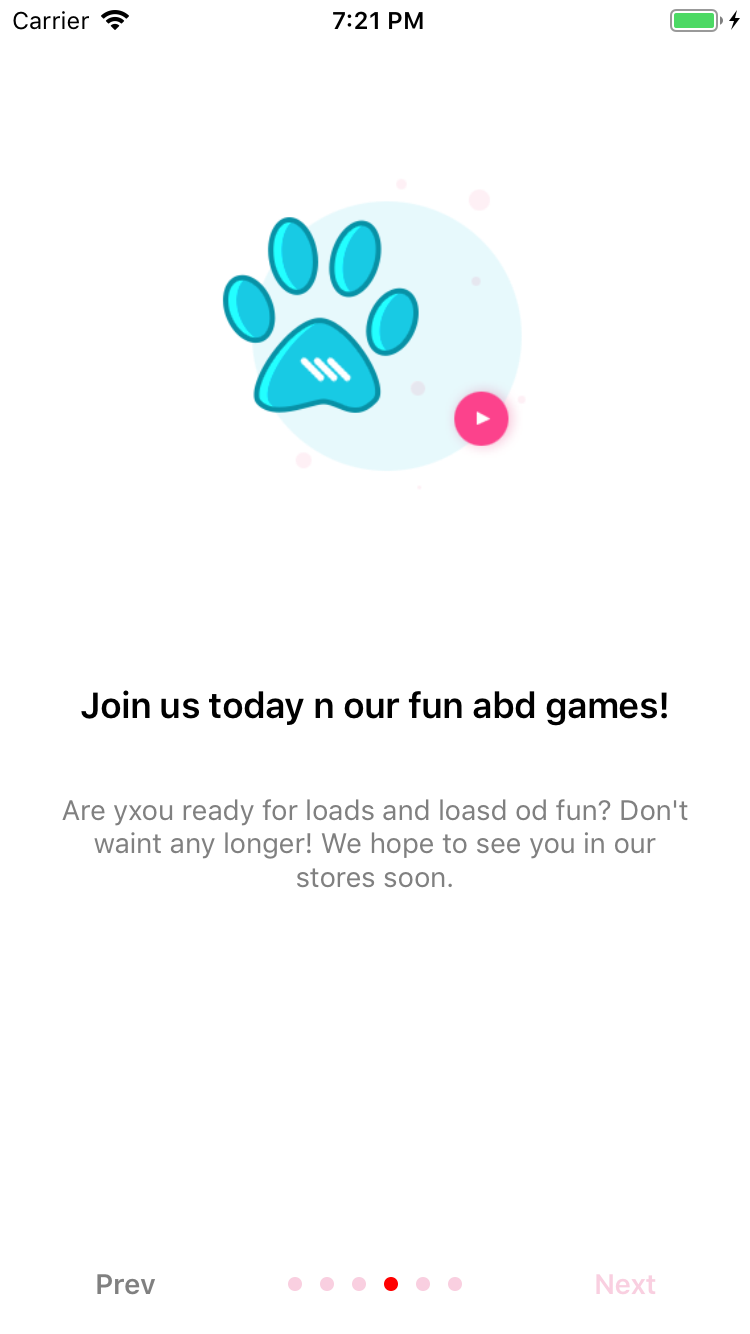 Carrier 7:21 PM
Join us today n our fun abd games!
Are yxou ready for loads and loasd od fun? Don't
waint any longer! We hope to see you in our
stores soon.
Prev Next